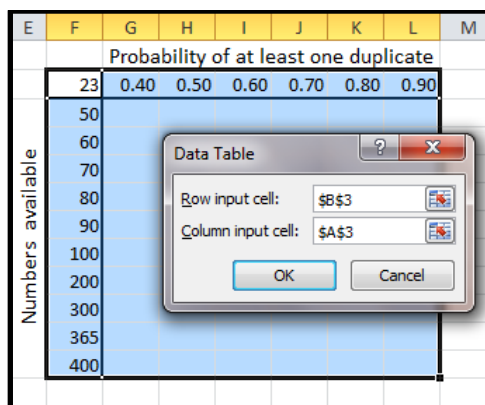 E F G H I J K L M
Probability of at least one duplicate
23 0.40 0.50 0.60 0.70 0.80 0.90
Numbers available
50
60
70
80
90
100
200
300
365
400
Data Table
?
X
Row input cell: $B$3
Column input cell: $A$3
OK Cancel